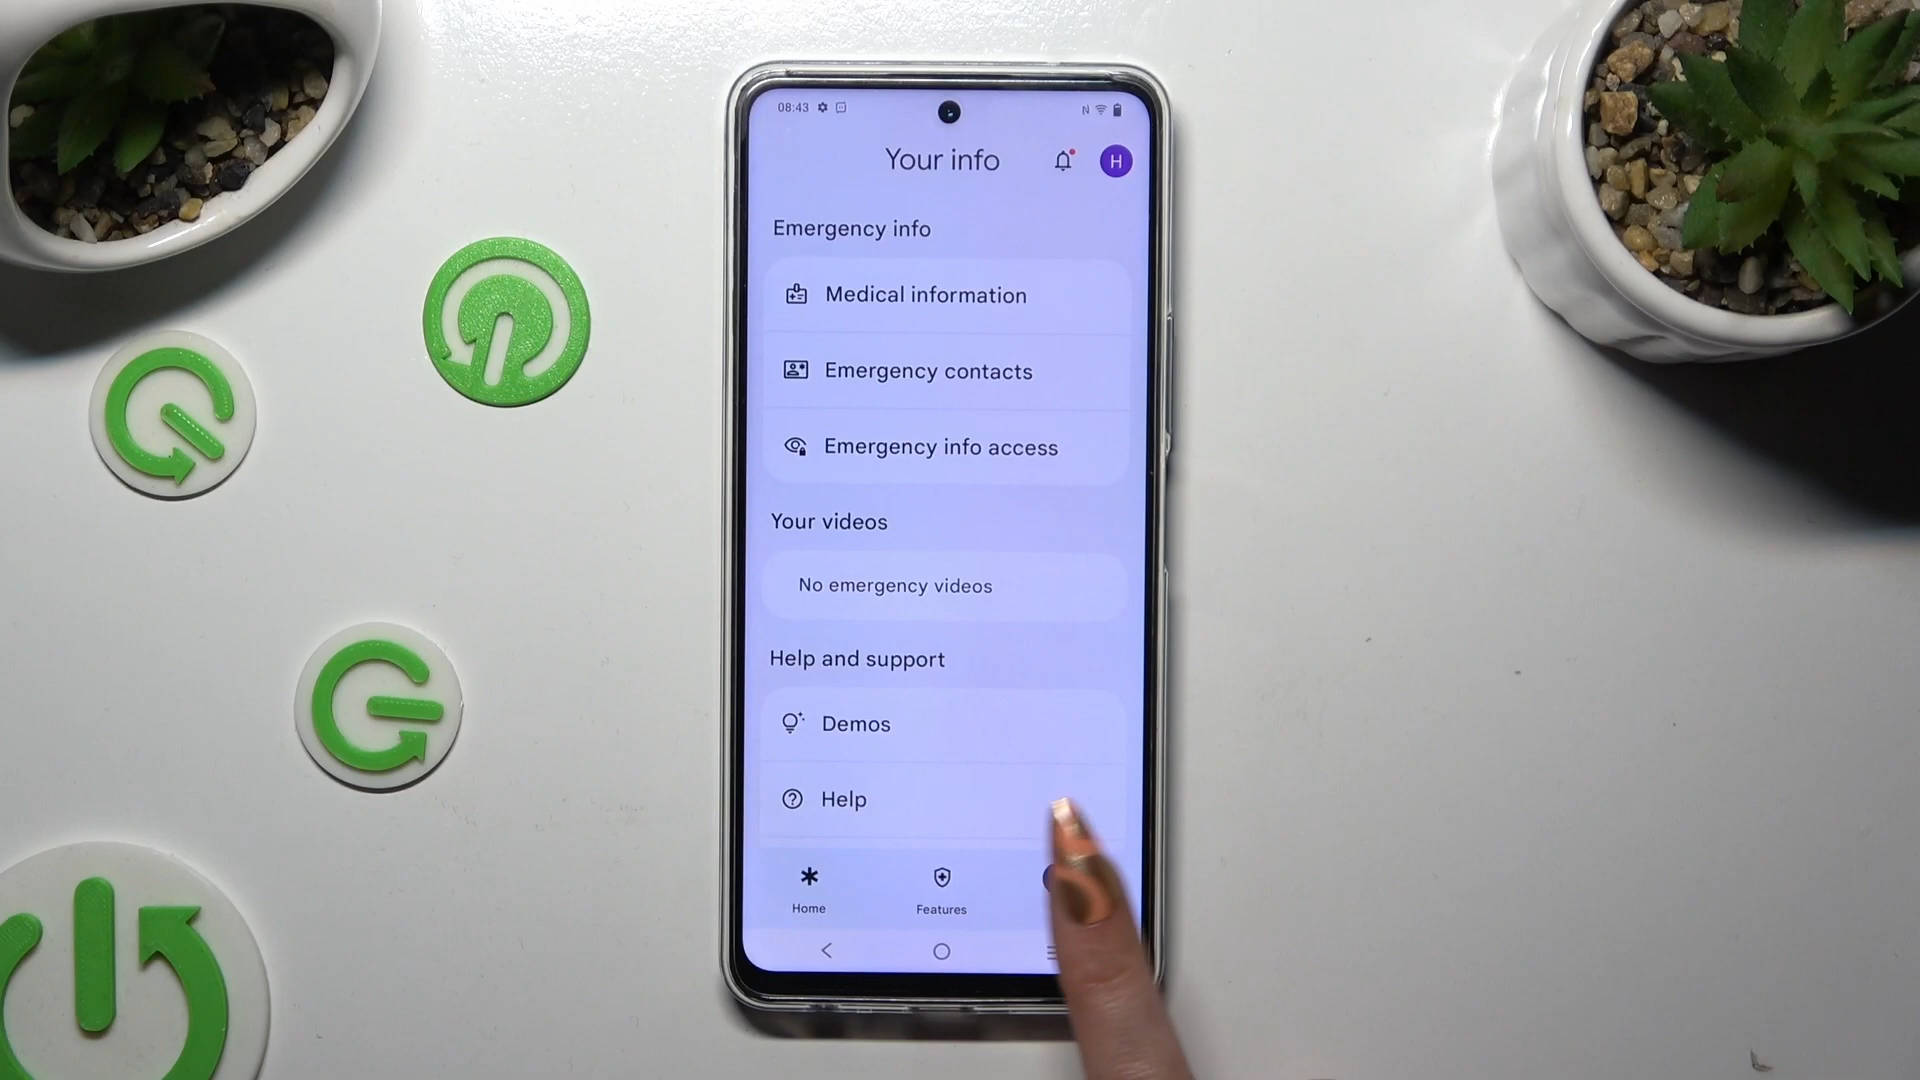 08:43
N
Your info
H
Emergency info
Medical information
Emergency contacts
Emergency info access
Your videos
No emergency videos
Help and support
Demos
Help
Home
Features